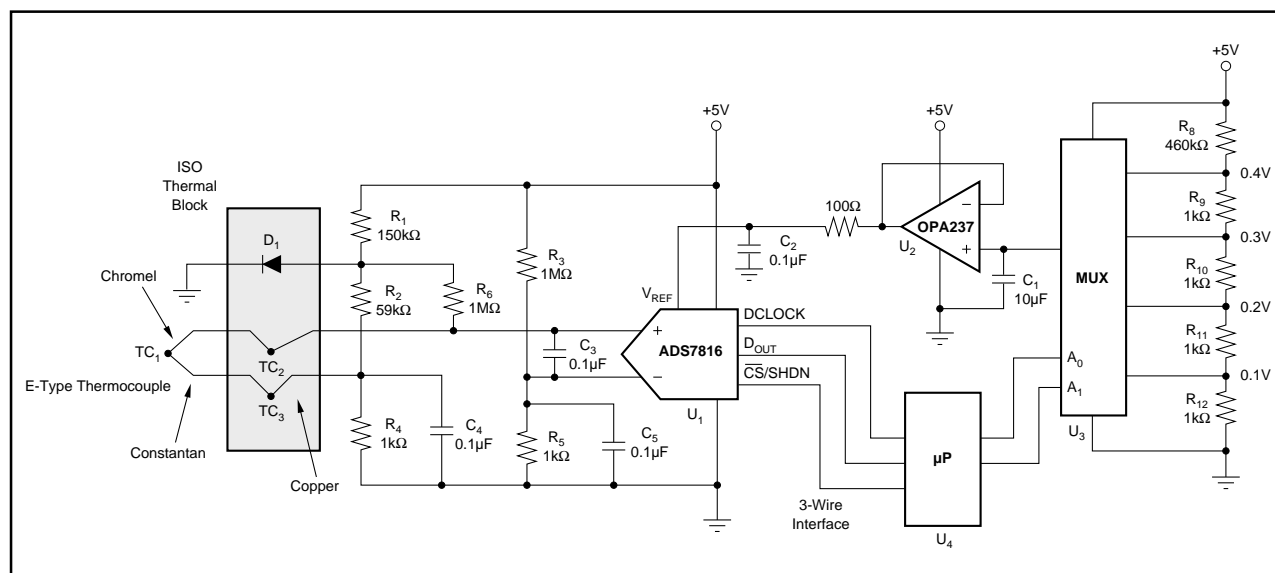 +5V
+5V
+5V
R8
460kΩ
0.4V
R9
1kΩ
0.3V
R10
1kΩ
0.2V
R11
1kΩ
0.1V
R12
1kΩ
MUX
A0
A1
U3
OPA237
U2
C1
10µF
100Ω
C2
0.1µF
VREF
ISO
Thermal
Block
D1
R1
150kΩ
R2
59kΩ
R6
1MΩ
R3
1MΩ
Chromel
TC1
TC2
TC3
E-Type Thermocouple
Constantan
Copper
R4
1kΩ
C4
0.1µF
R5
1kΩ
C5
0.1µF
C3
0.1µF
+
–
ADS7816
U1
DCLOCK
DOUT
CS/SHDN
3-Wire
Interface
µP
U4
–
+